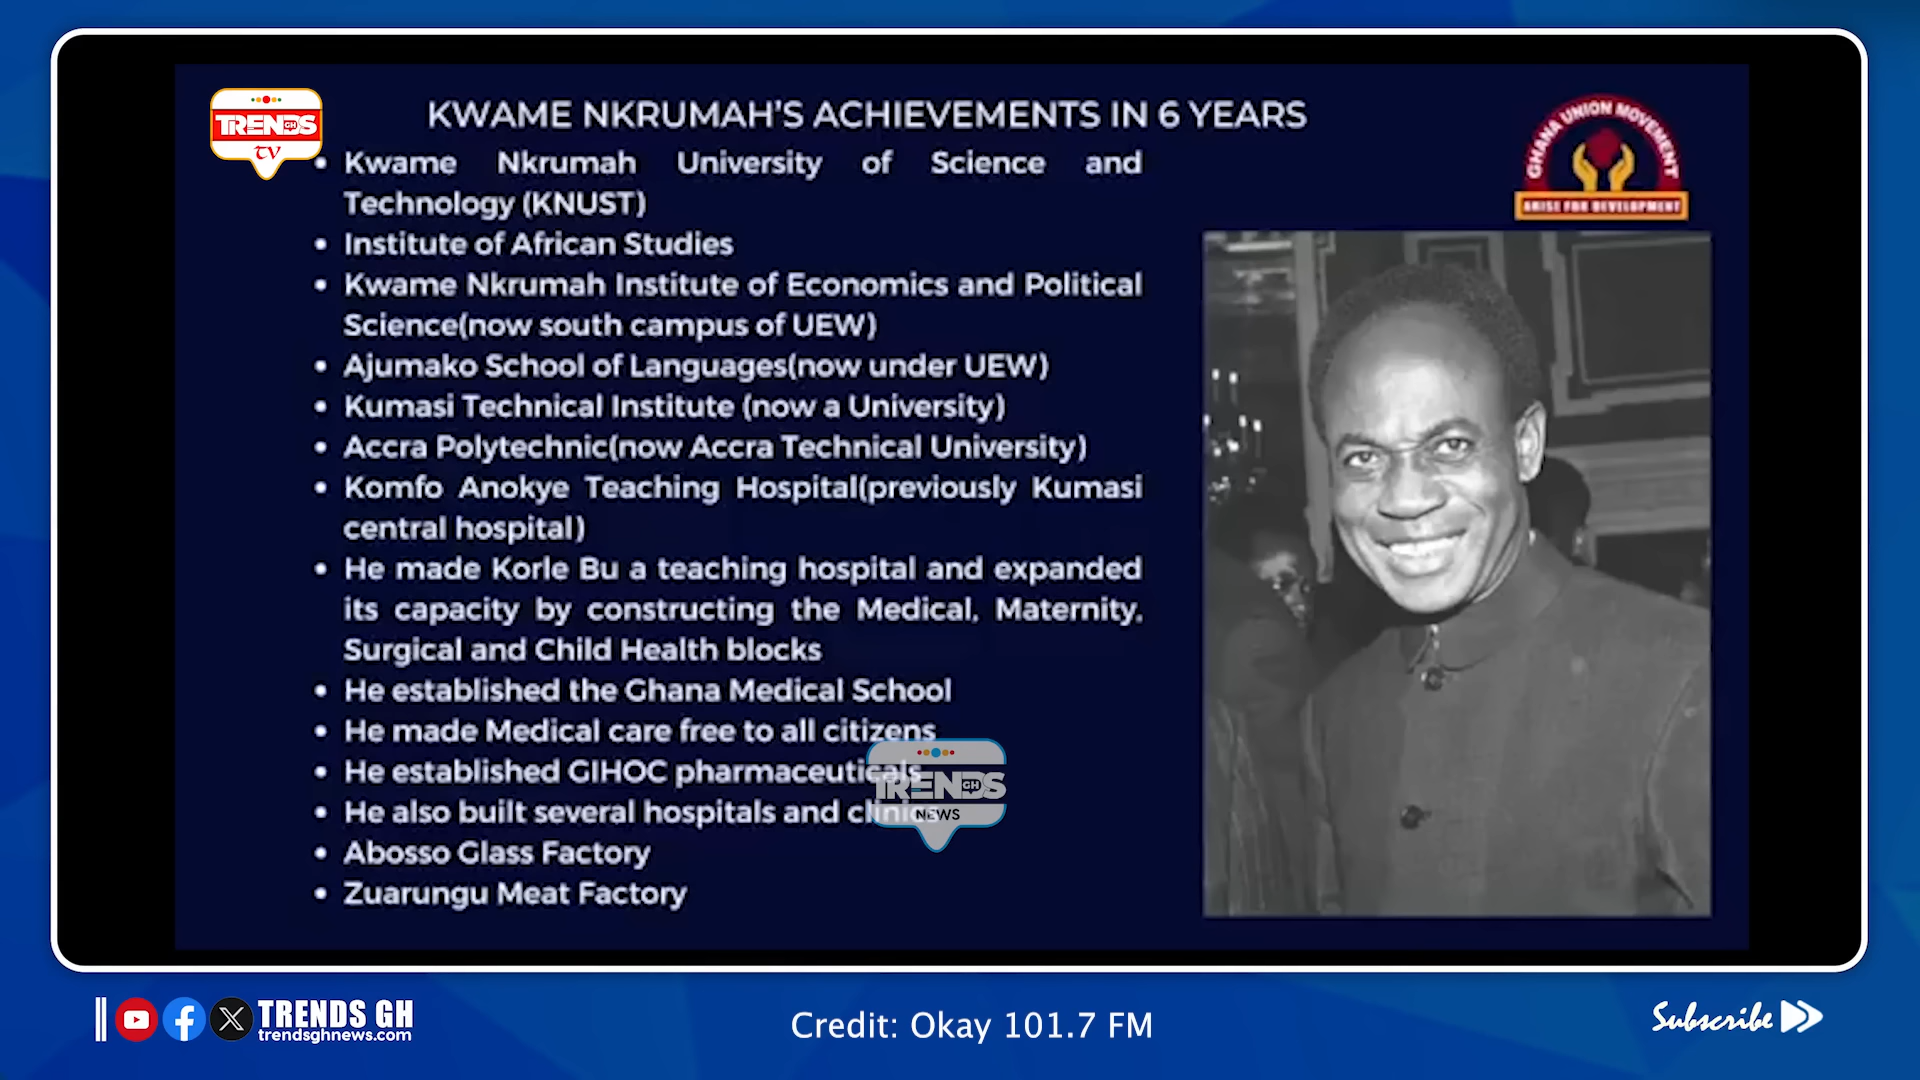 TRENDS GH
TV
KWAME NKRUMAH'S ACHIEVEMENTS IN 6 YEARS
GHANA UNION MOVEMENT
ARISE FOR DEVELOPMENT
• Kwame Nkrumah University of Science and
Technology (KNUST)
• Institute of African Studies
• Kwame Nkrumah Institute of Economics and Political
Science(now south campus of UEW)
• Ajumako School of Languages(now under UEW)
• Kumasi Technical Institute (now a University)
• Accra Polytechnic(now Accra Technical University)
• Komfo Anokye Teaching Hospital(previously Kumasi
central hospital)
• He made Korle Bu a teaching hospital and expanded
its capacity by constructing the Medical, Maternity,
Surgical and Child Health blocks
• He established the Ghana Medical School
• He made Medical care free to all citizens
• He established GIHOC pharmaceuticals
• He also built several hospitals and clinics
• Abosso Glass Factory
• Zuarungu Meat Factory
TRENDS GH
NEWS
TRENDS GH
trendsghnews.com
Credit: Okay 101.7 FM
Subscribe